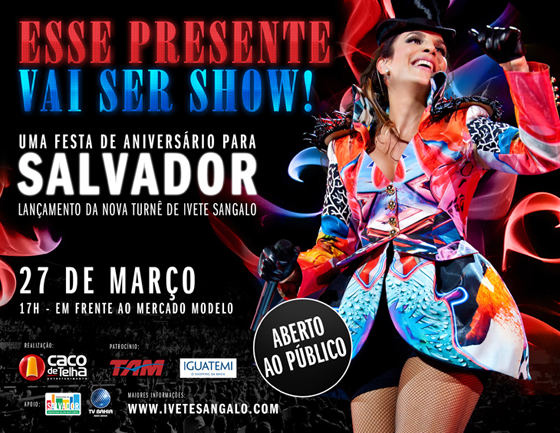 ESSE PRESENTE
VAI SER SHOW!
UMA FESTA DE ANIVERSÁRIO PARA
SALVADOR
LANÇAMENTO DA NOVA TURNÊ DE IVETE SANGALO
27 DE MARÇO
17H - EM FRENTE AO MERCADO MODELO
ABERTO
AO PÚBLICO
REALIZAÇÃO:
caco
de Telha
entretenimento
PATROCÍNIO:
TAM
IGUATEMI
APOIO:
SALVADOR
TV BAHIA
MAIORES INFORMAÇÕES:
WWW.IVETESANGALO.COM